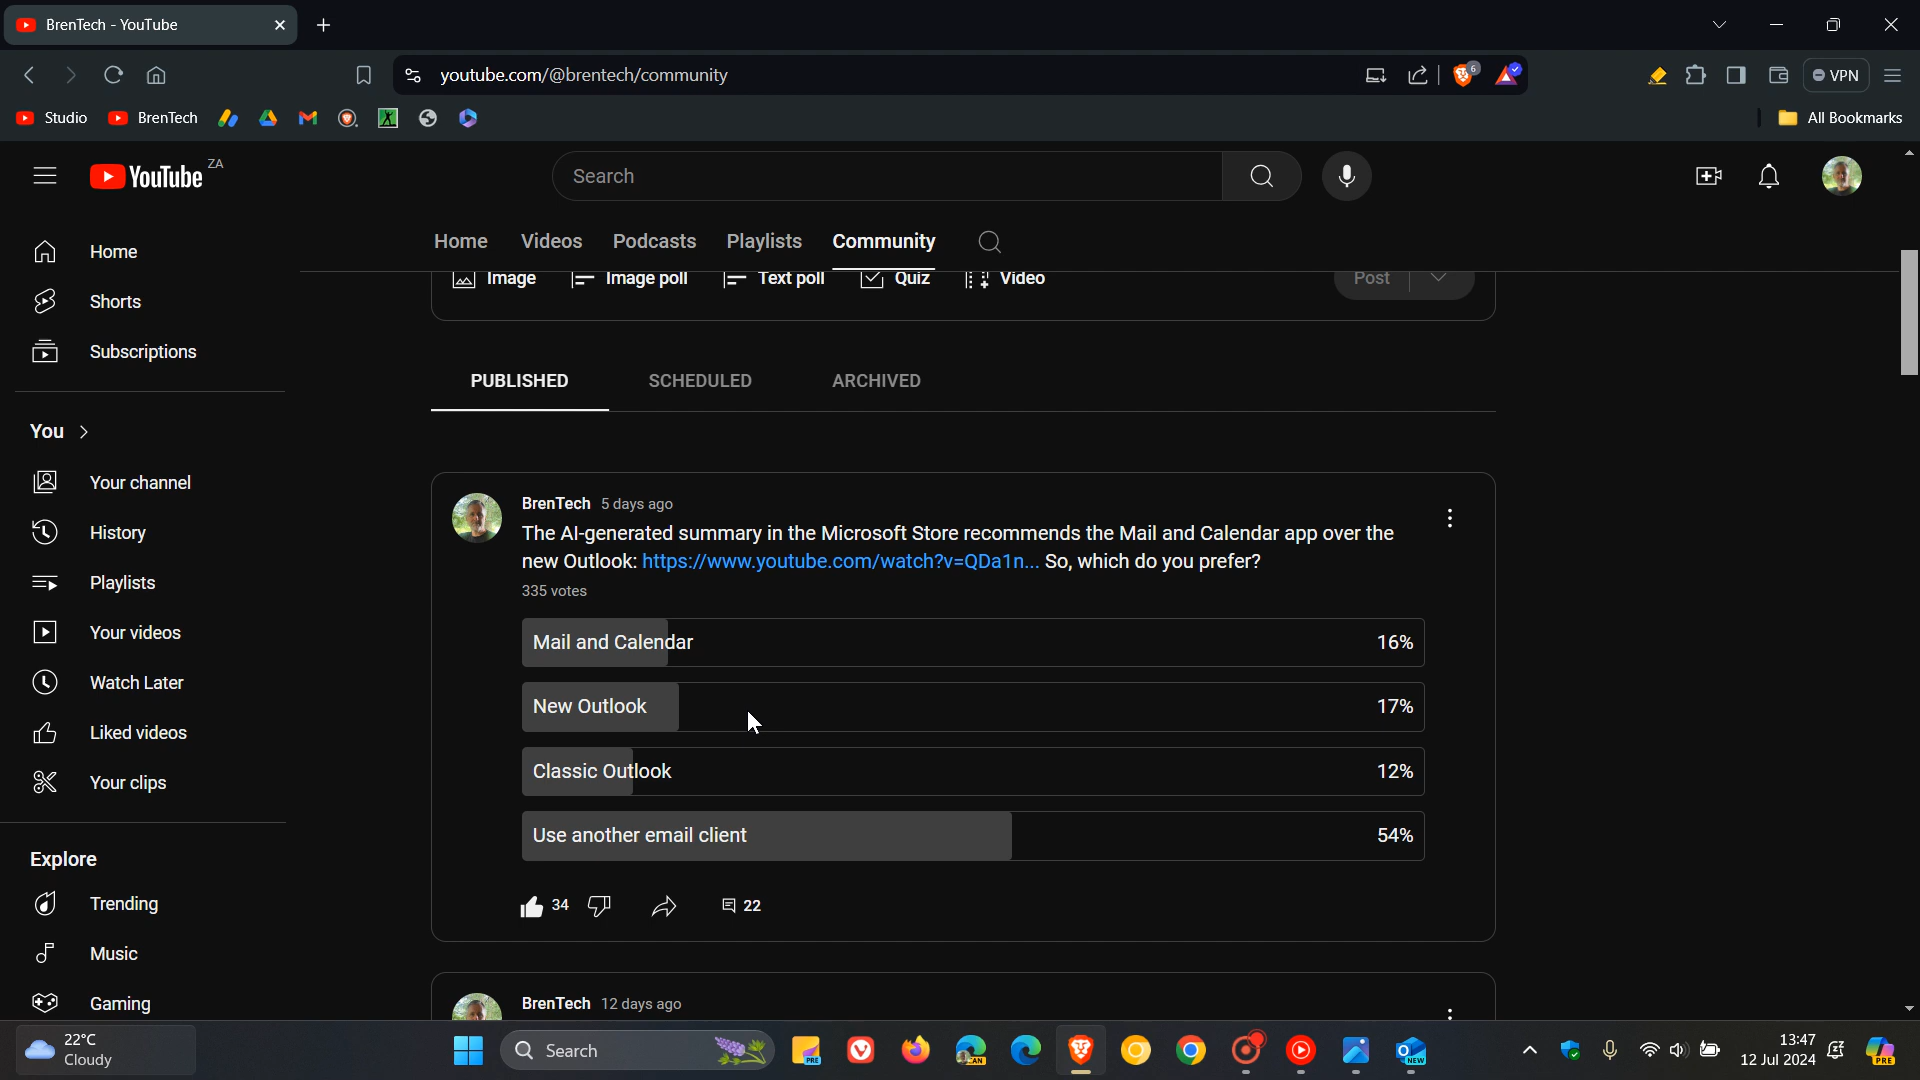 BrenTech - YouTube
youtube.com/@brentech/community
6
VPN
Studio
BrenTech
All Bookmarks
YouTube ZA
Search
Home
Videos
Podcasts
Playlists
Community
Image
Image poll
Text poll
Quiz
Video
Post
Home
Shorts
Subscriptions
You
Your channel
History
Playlists
Your videos
Watch Later
Liked videos
Your clips
Explore
Trending
Music
Gaming
PUBLISHED
SCHEDULED
ARCHIVED
BrenTech 5 days ago
The AI-generated summary in the Microsoft Store recommends the Mail and Calendar app over the
new Outlook: https://www.youtube.com/watch?v=QDa1n... So, which do you prefer?
335 votes
Mail and Calendar 16%
New Outlook 17%
Classic Outlook 12%
Use another email client 54%
34
22
BrenTech 12 days ago
22°C
Cloudy
Search
PRE
CAN
NEW
13:47
12 Jul 2024
PRE